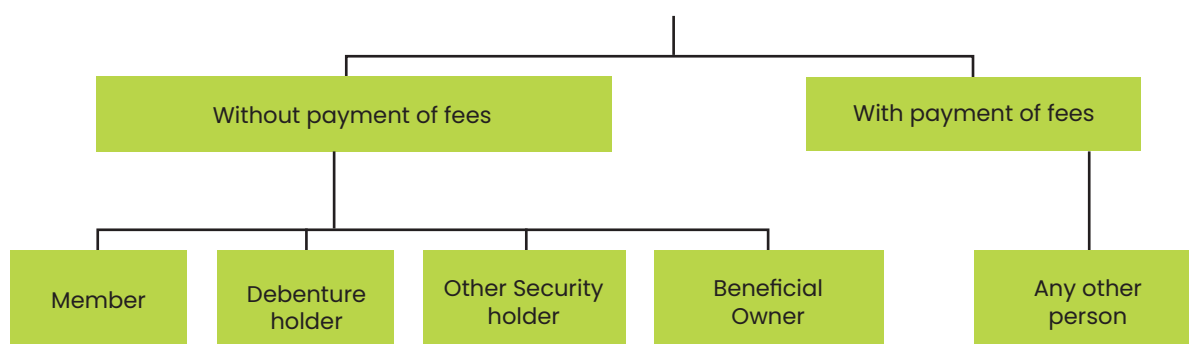 Without payment of fees
With payment of fees
Member
Debenture
holder
Other Security
holder
Beneficial
Owner
Any other
person